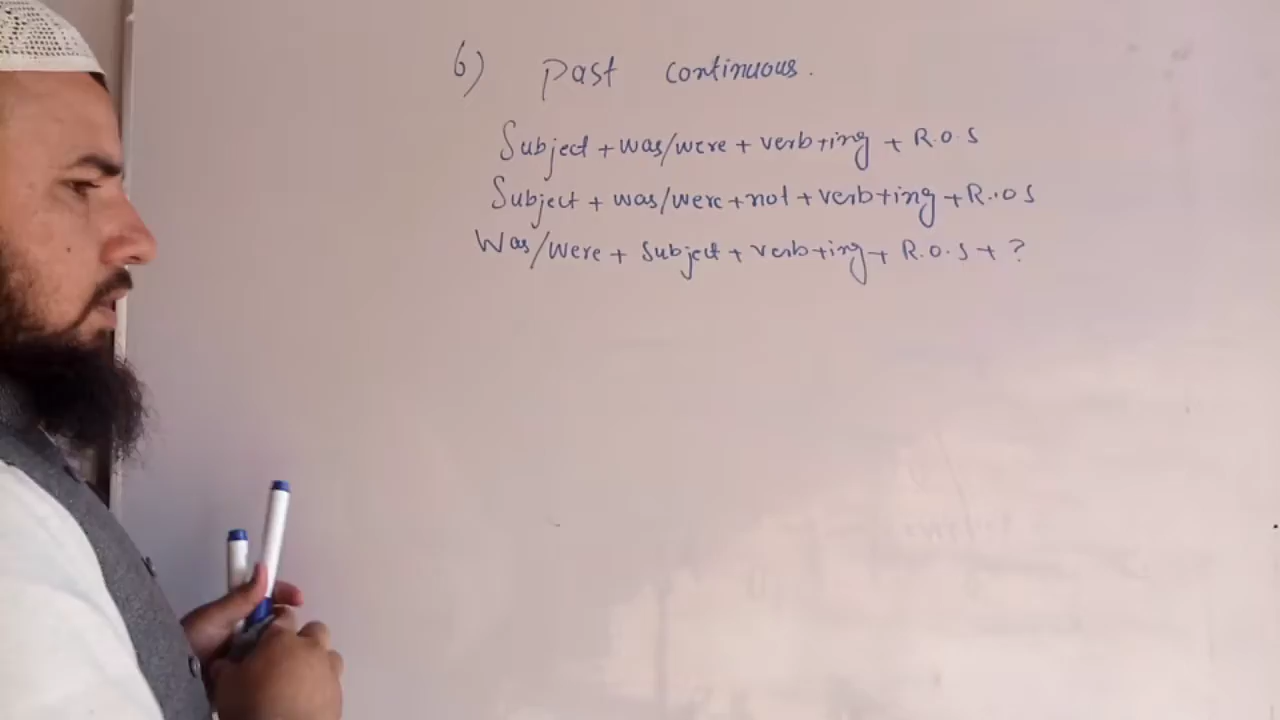 6) Past continuous.
Subject + was/were + verb+ing + R.O.S
Subject + was/were + not + verb+ing + R..O S
Was/were + subject + verb+ing + R.O.S + ?